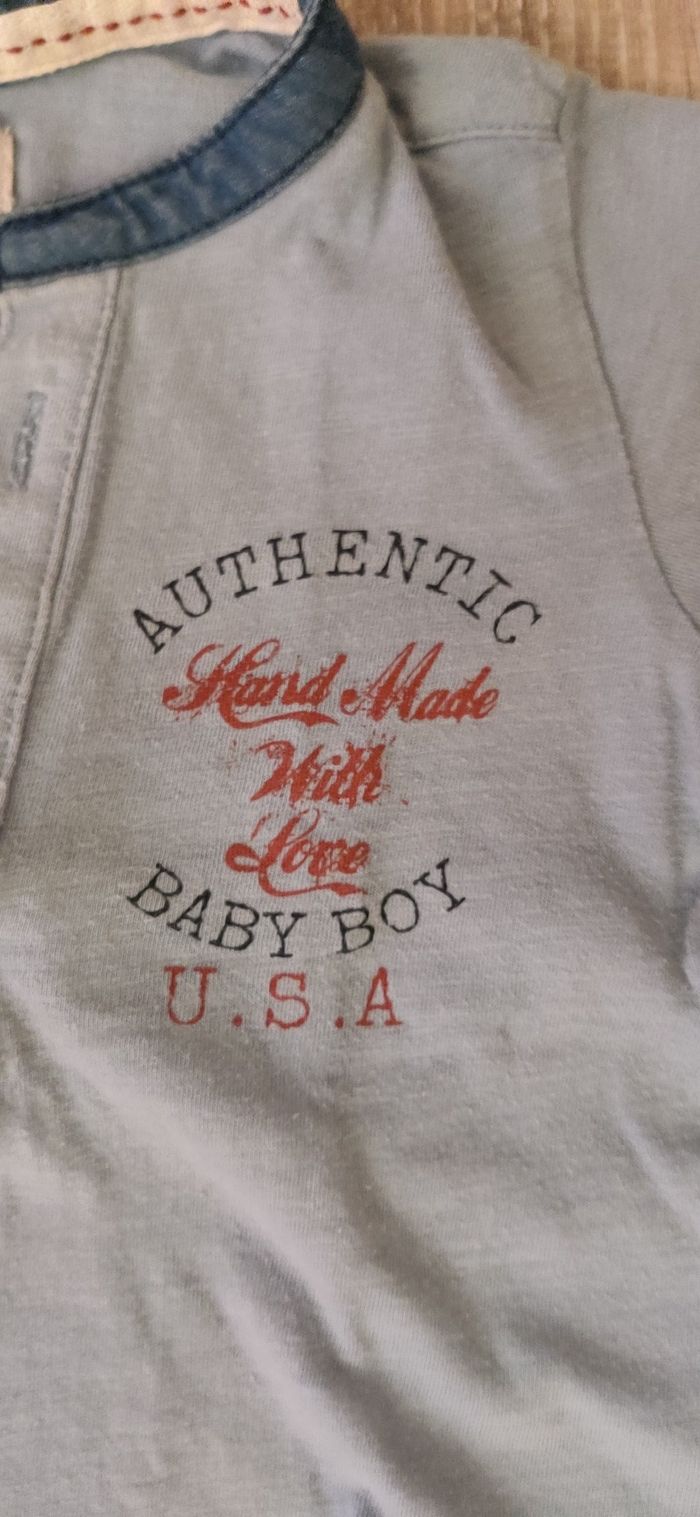 AUTHENTIC
Hand Made
With
Love
BABY BOY
U.S.A